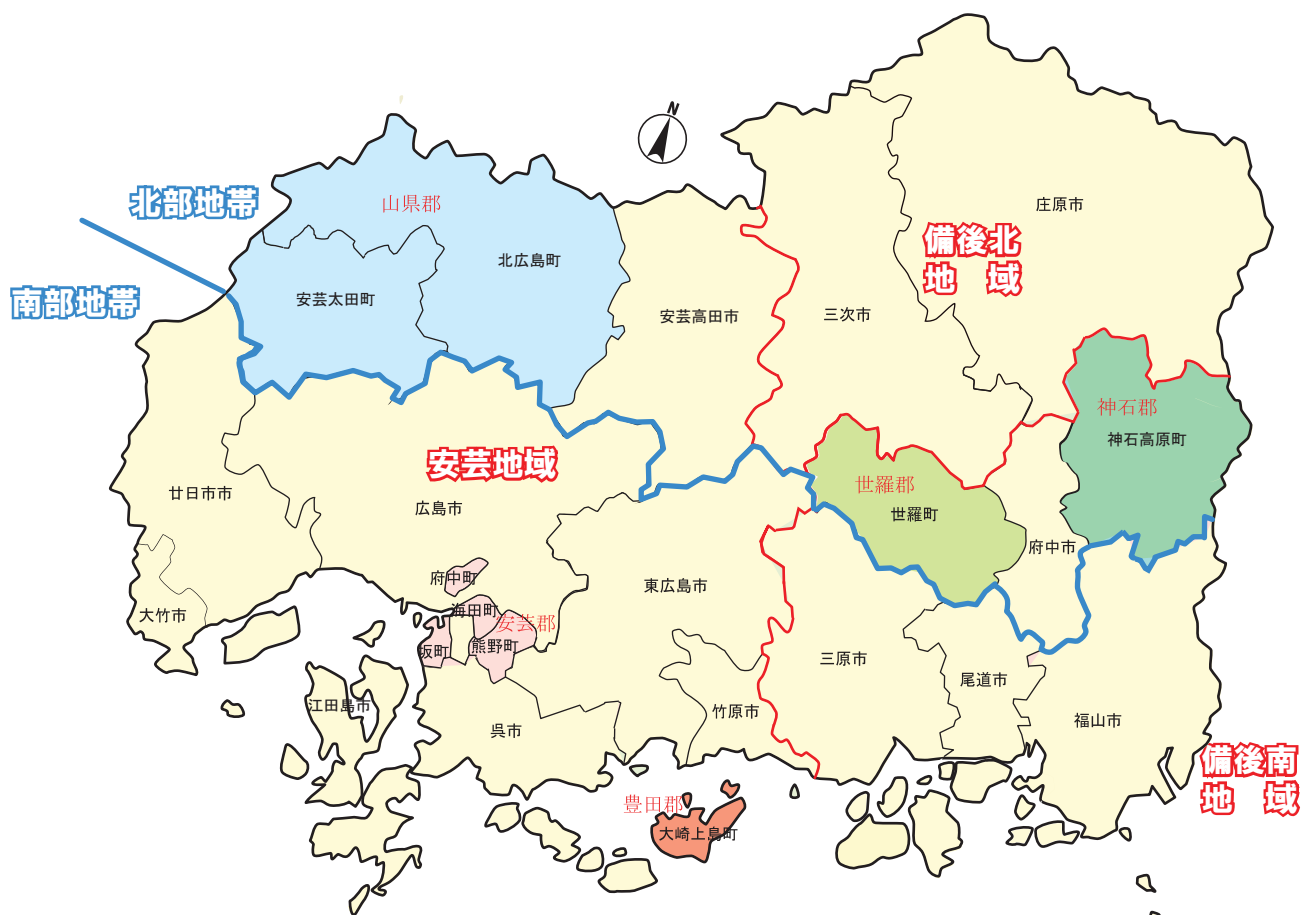 N
庄原市
北部地帯
山県郡
備後北
地　域
北広島町
南部地帯
安芸太田町
安芸高田市
三次市
神石郡
神石高原町
安芸地域
世羅郡
世羅町
廿日市市
広島市
府中市
府中町
東広島市
大竹市
海田町
安芸郡
坂町
熊野町
三原市
尾道市
江田島市
呉市
竹原市
福山市
備後南
地　域
豊田郡
大崎上島町